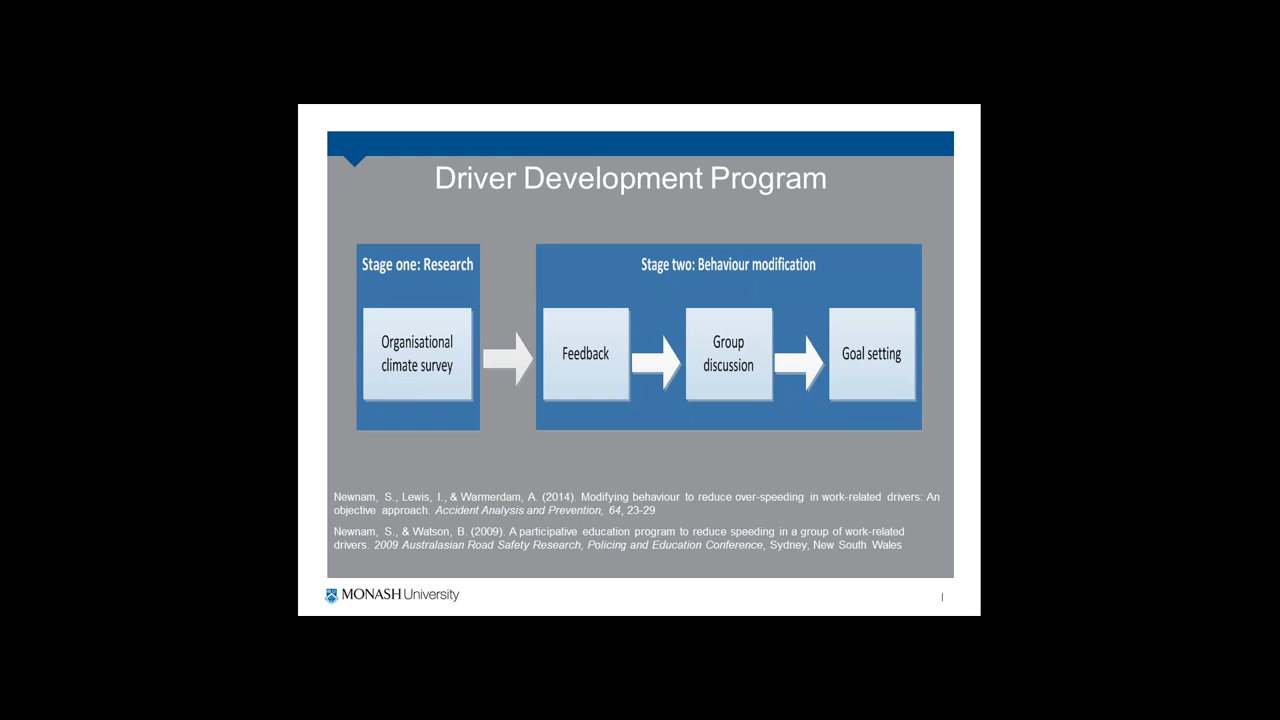 Driver Development Program
Stage one: Research
Organisational
climate survey
Stage two: Behaviour modification
Feedback
Group
discussion
Goal setting
Newnam, S., Lewis, I., & Warmerdam, A. (2014). Modifying behaviour to reduce over-speeding in work-related drivers: An
objective approach. Accident Analysis and Prevention, 64, 23-29
Newnam, S., & Watson, B. (2009). A participative education program to reduce speeding in a group of work-related
drivers. 2009 Australasian Road Safety Research, Policing and Education Conference, Sydney, New South Wales
MONASH University